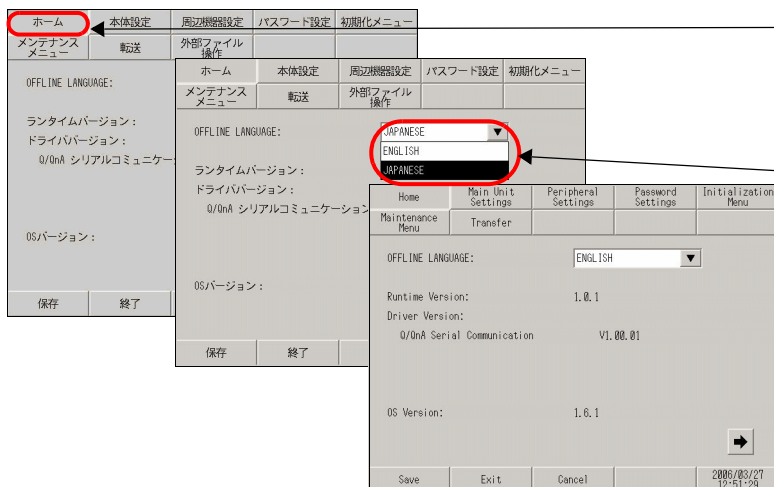 ホーム 本体設定 周辺機器設定 パスワード設定 初期化メニュー
メンテナンス
メニュー 転送 外部ファイル
操作
OFFLINE LANGUAGE:
ランタイムバージョン :
ドライババージョン :
Q/QnA シリアルコミュニケー
OSバージョン :
保存 終了
ホーム 本体設定 周辺機器設定 パスワード設定 初期化メニュー
メンテナンス
メニュー 転送 外部ファイル
操作
OFFLINE LANGUAGE: JAPANESE
ENGLISH
JAPANESE
ランタイムバージョン :
ドライババージョン :
Q/QnA シリアルコミュニケーション
OSバージョン :
保存 終了
Home Main Unit
Settings Peripheral
Settings Password
Settings Initialization
Menu
Maintenance
Menu Transfer
OFFLINE LANGUAGE: ENGLISH
Runtime Version: 1.0.1
Driver Version:
Q/QnA Serial Communication V1.00.01
OS Version: 1.6.1
Save Exit Cancel 2006/03/27
12:51:29